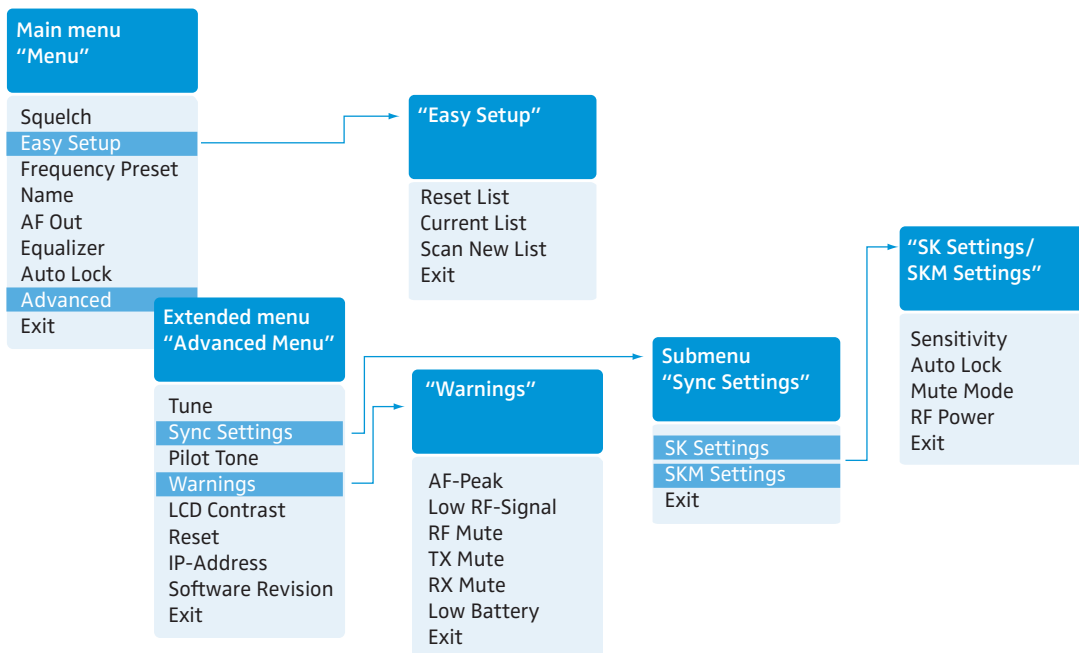 Main menu
“Menu”
Squelch
Easy Setup
Frequency Preset
Name
AF Out
Equalizer
Auto Lock
Advanced
Exit
“Easy Setup”
Reset List
Current List
Scan New List
Exit
Extended menu
“Advanced Menu”
Tune
Sync Settings
Pilot Tone
Warnings
LCD Contrast
Reset
IP-Address
Software Revision
Exit
“Warnings”
AF-Peak
Low RF-Signal
RF Mute
TX Mute
RX Mute
Low Battery
Exit
Submenu
“Sync Settings”
SK Settings
SKM Settings
Exit
“SK Settings/
SKM Settings”
Sensitivity
Auto Lock
Mute Mode
RF Power
Exit